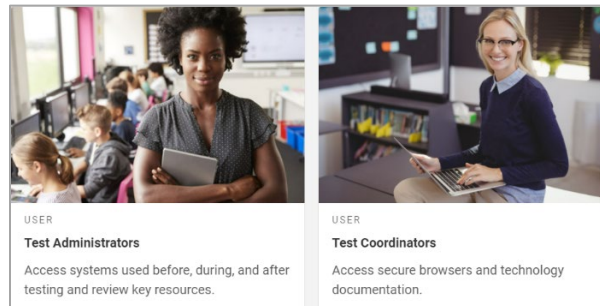 USER
Test Administrators
Access systems used before, during, and after
testing and review key resources.
USER
Test Coordinators
Access secure browsers and technology
documentation.